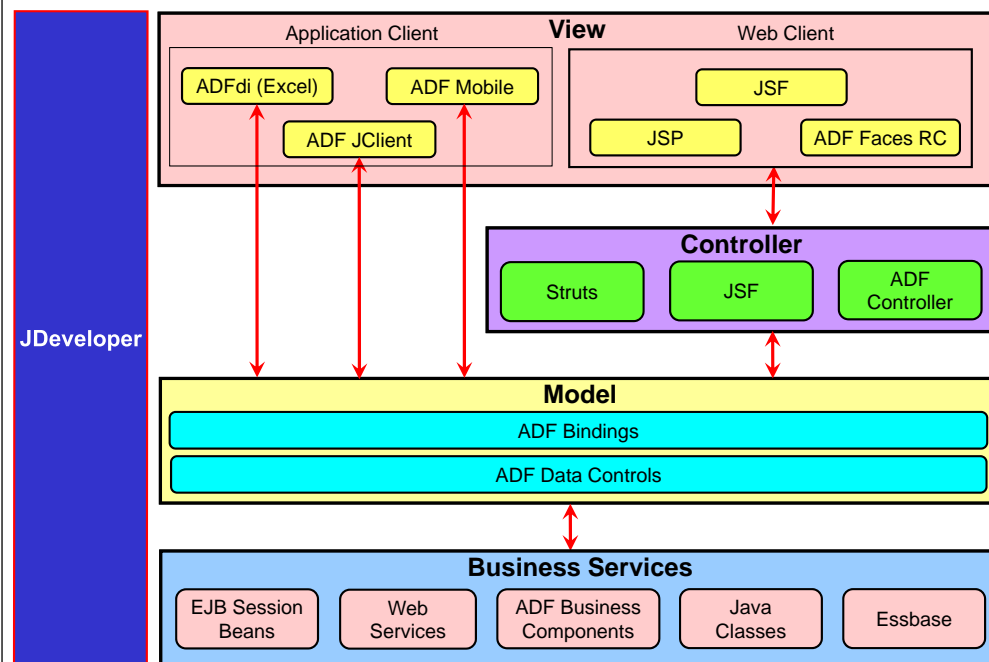 View
Application Client
Web Client
ADFdi (Excel)
ADF Mobile
JSF
ADF JClient
JSP
ADF Faces RC
Controller
Struts
JSF
ADF
Controller
JDeveloper
Model
ADF Bindings
ADF Data Controls
Business Services
EJB Session
Beans
Web
Services
ADF Business
Components
Java
Classes
Essbase